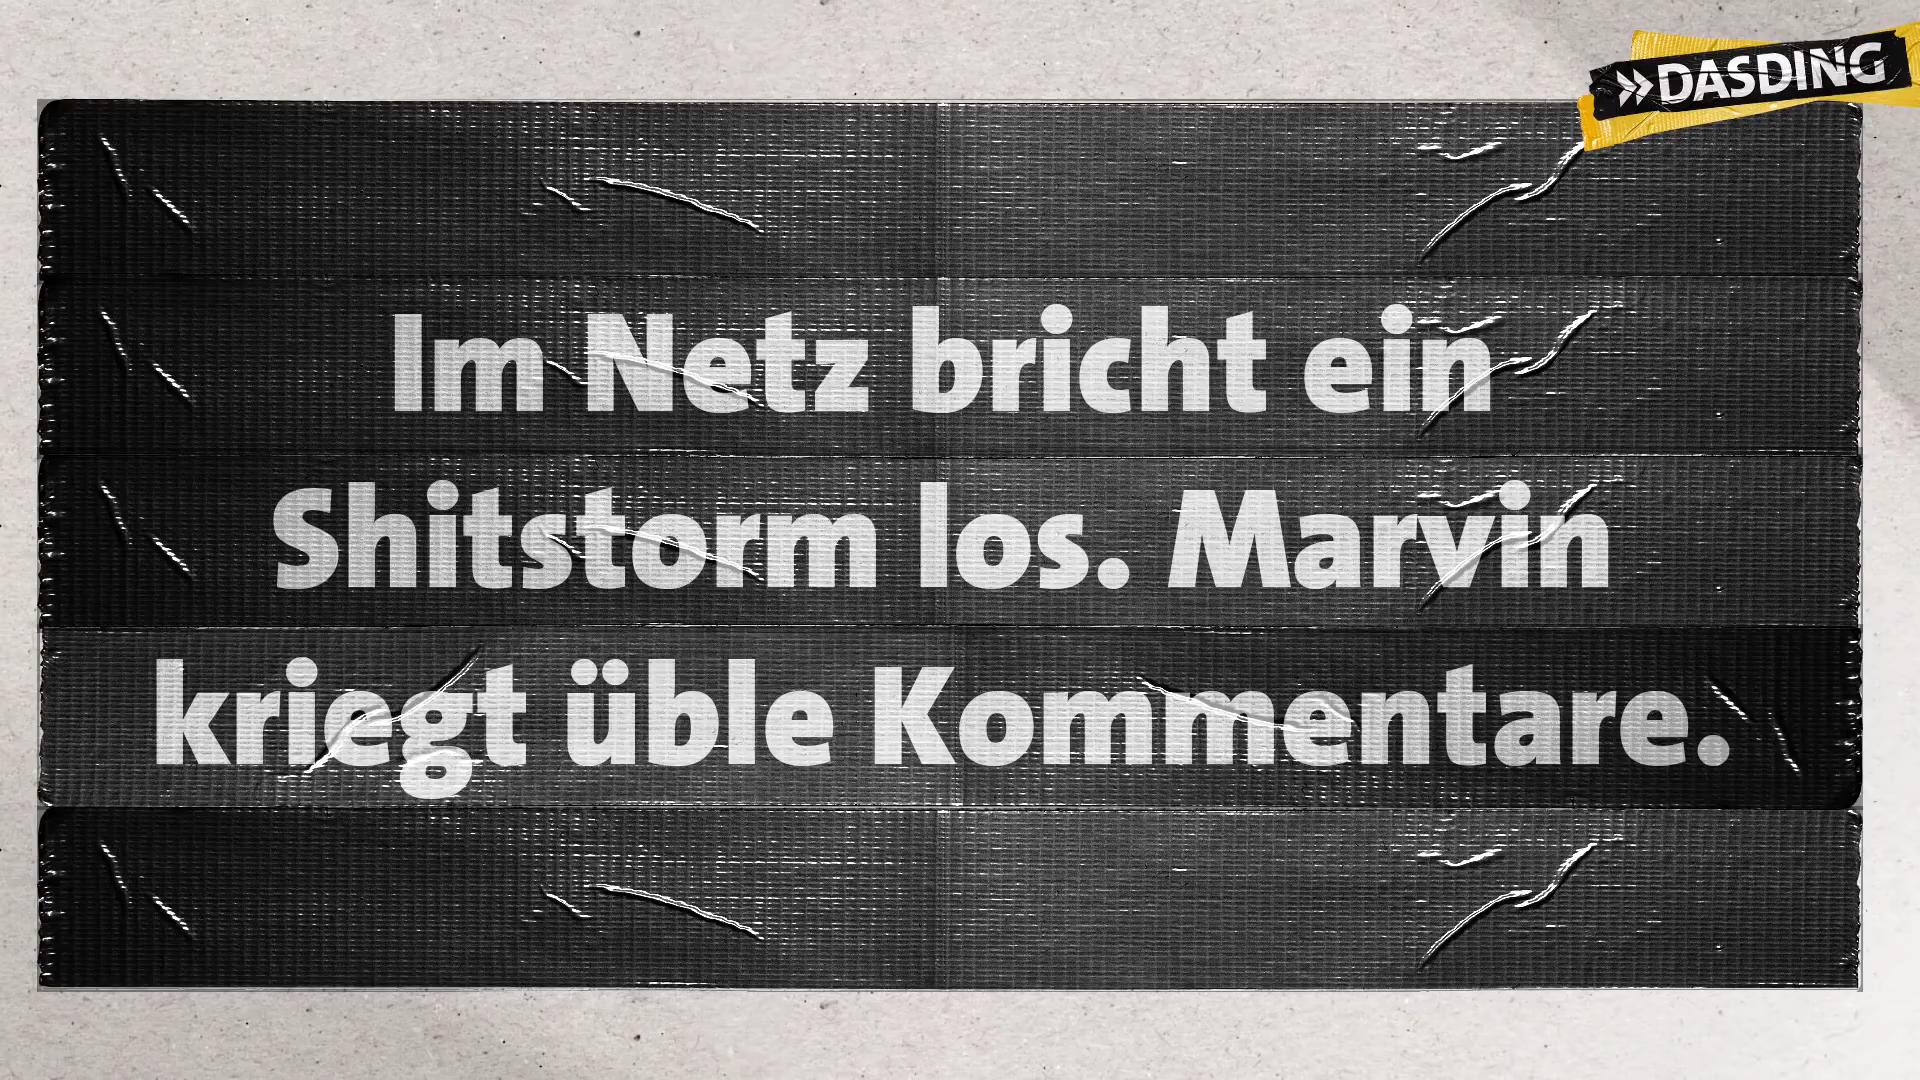 DASDING
Im Netz bricht ein
Shitstorm los. Marvin
kriegt üble Kommentare.